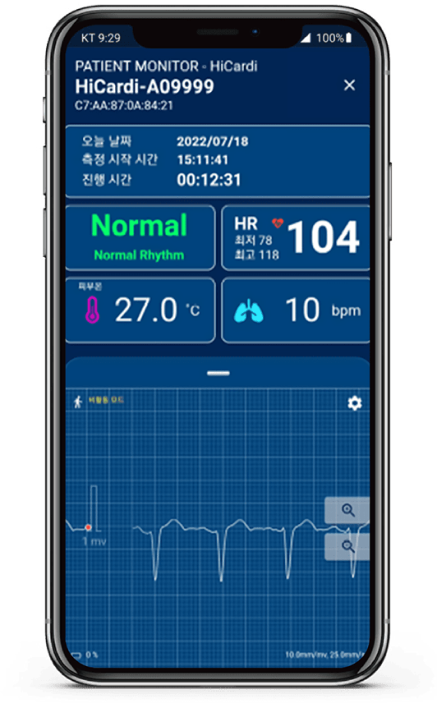 KT 9:29 100%
PATIENT MONITOR - HiCardi
HiCardi-A09999
C7:AA:87:0A:84:21
오늘 날짜 2022/07/18
측정 시작 시간 15:11:41
진행 시간 00:12:31
Normal
Normal Rhythm
HR
최저 78
최고 118
104
피부온
27.0 °C
10 bpm
비활동 모드
1 mv
0 %
10.0mm/mv, 25.0mm/